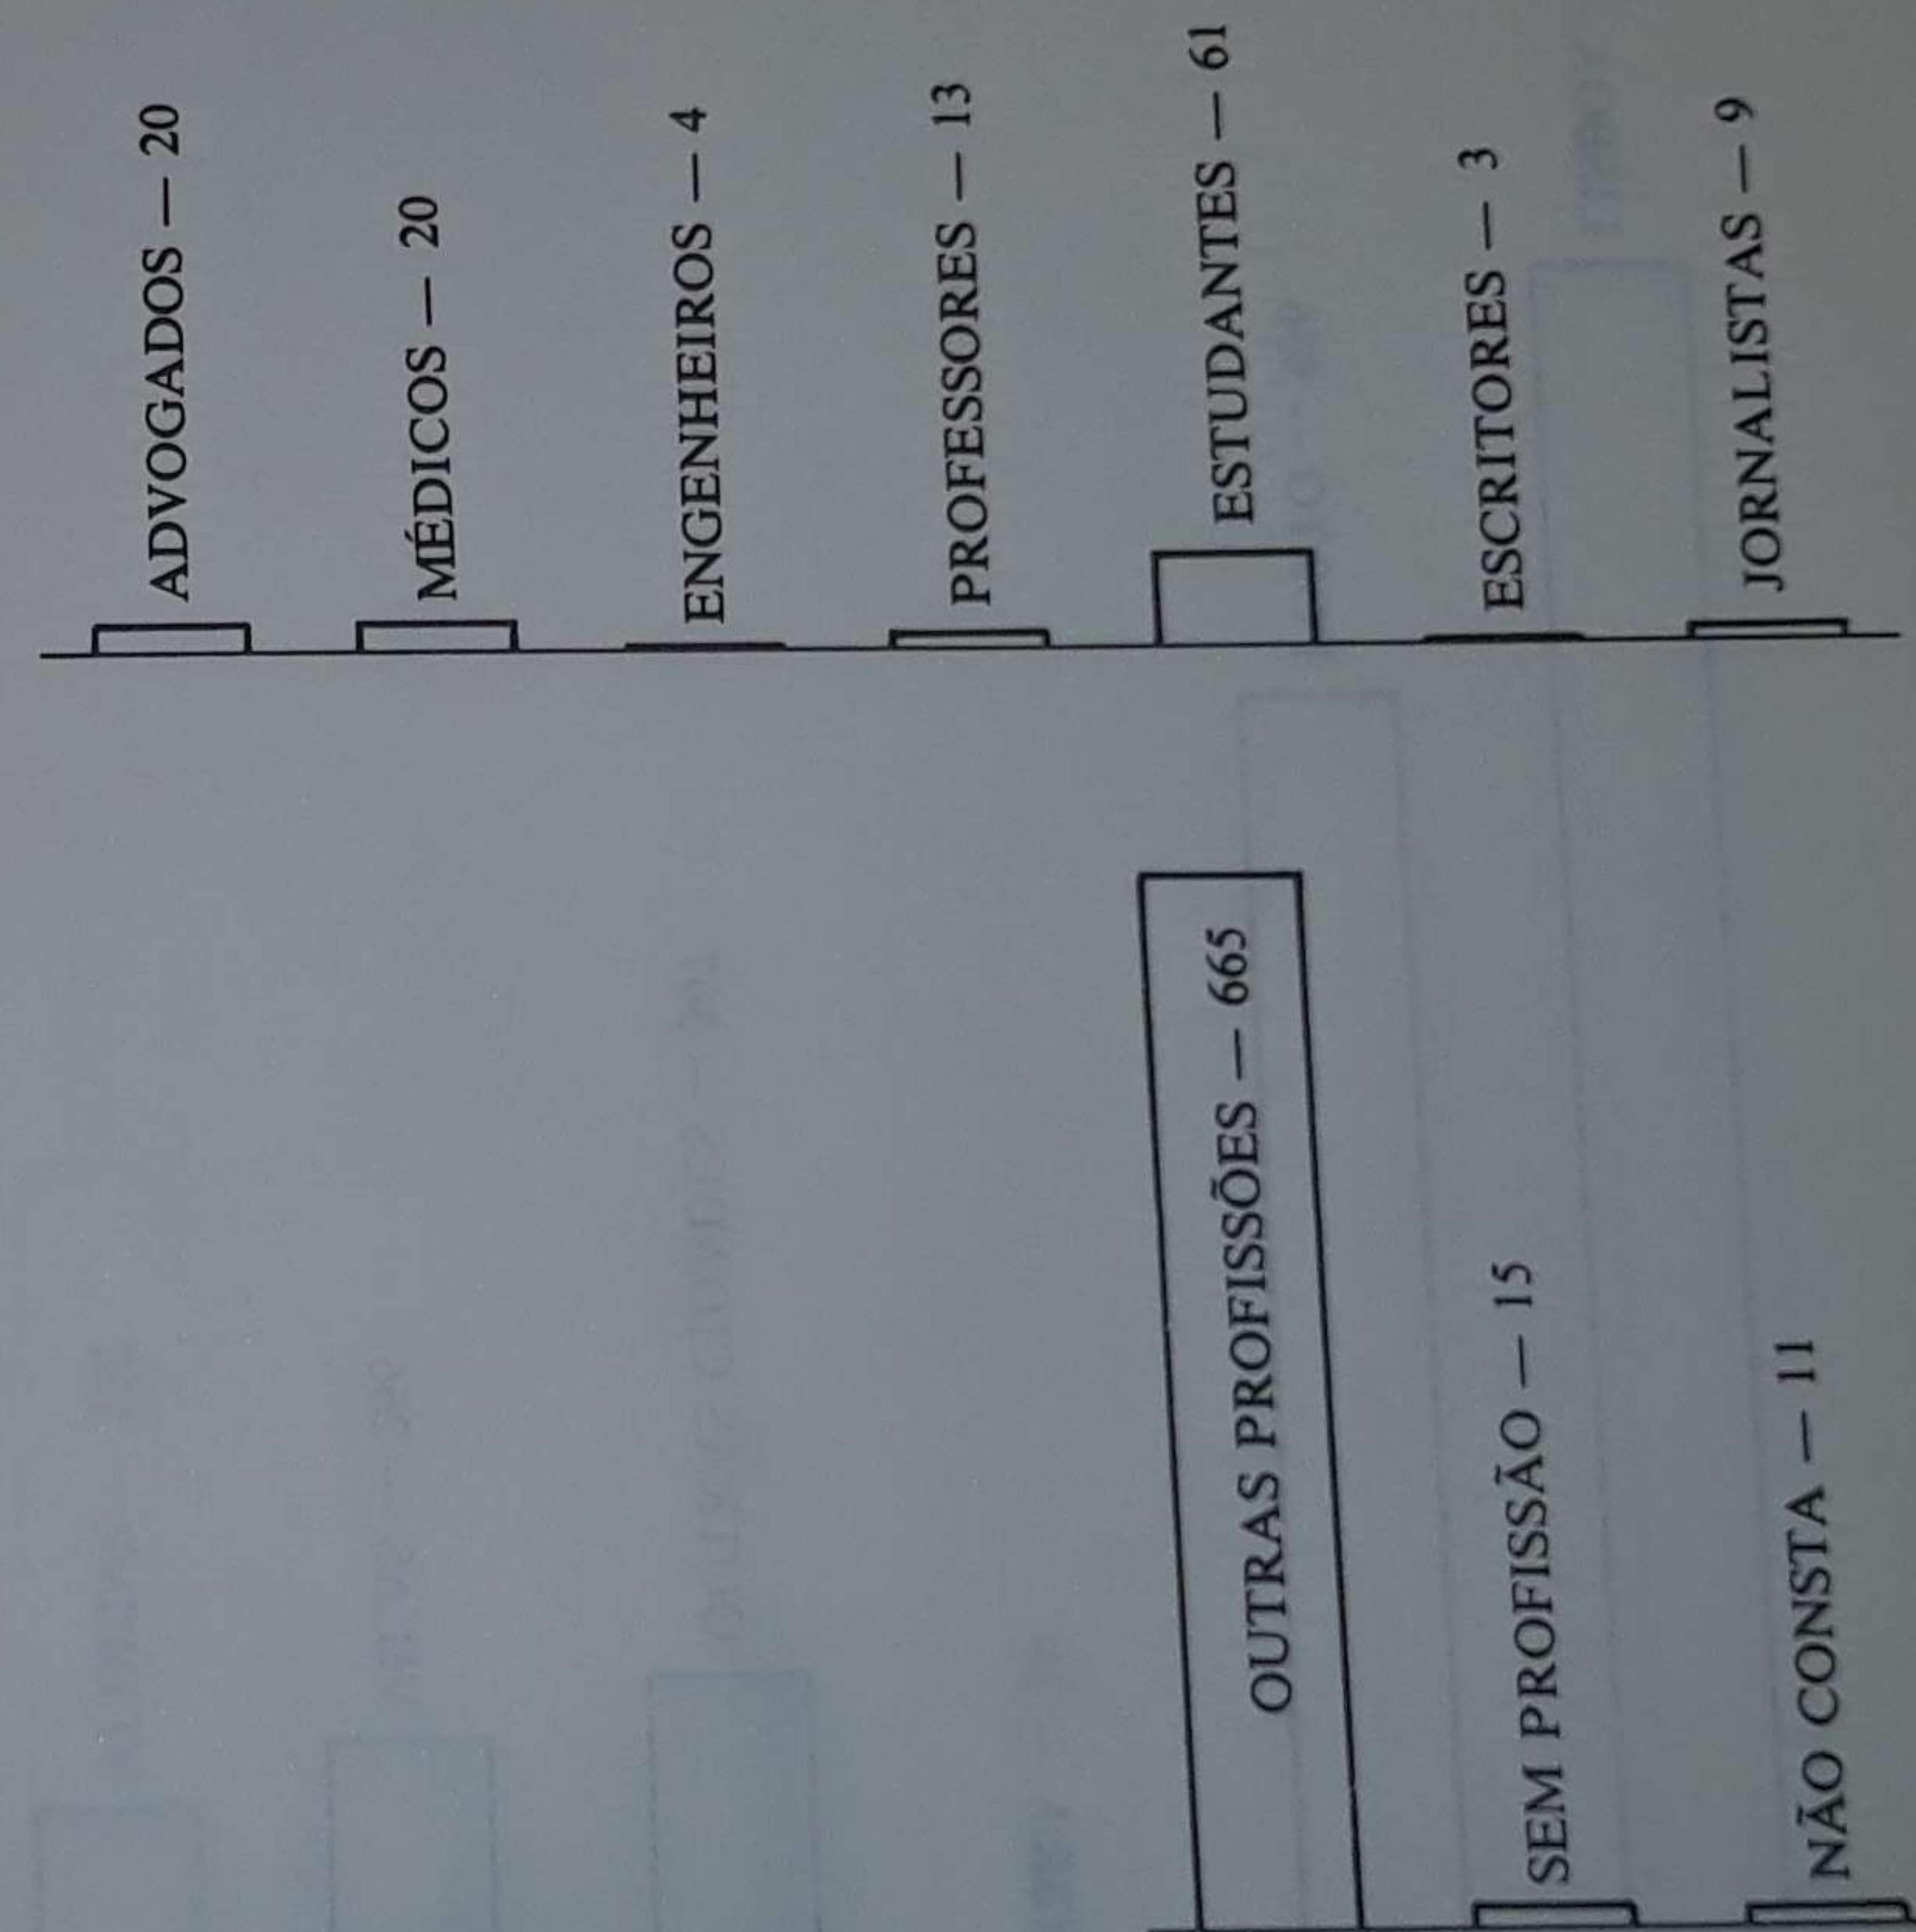 ADVOGADOS — 20
MÉDICOS — 20
ENGENHEIROS — 4
PROFESSORES — 13
ESTUDANTES — 61
ESCRITORES — 3
JORNALISTAS — 9
OUTRAS PROFISSÕES — 665
SEM PROFISSÃO — 15
NÃO CONSTA — 11